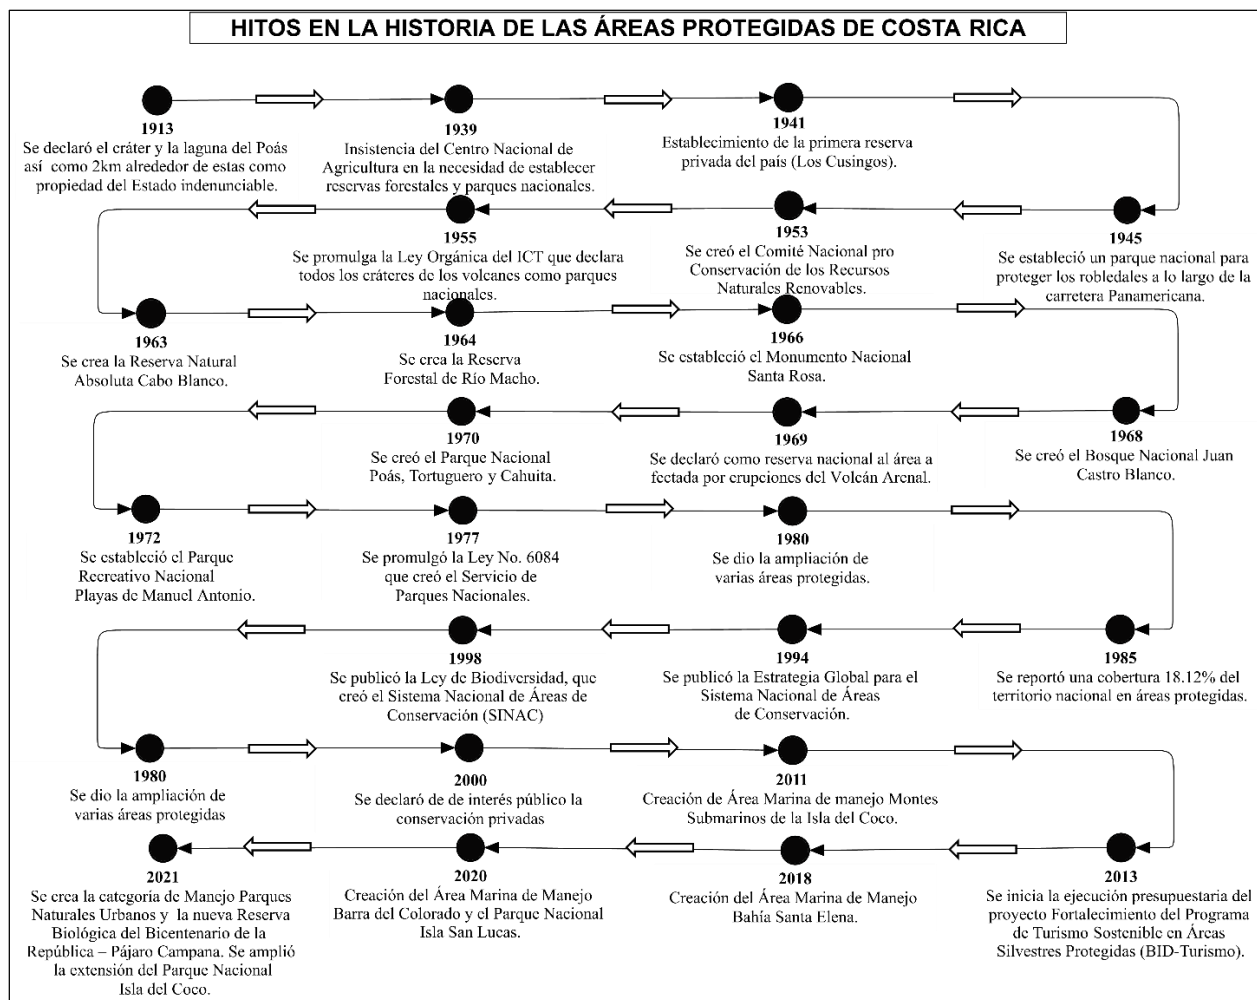 HITOS EN LA HISTORIA DE LAS ÁREAS PROTEGIDAS DE COSTA RICA
1913
Se declaró el cráter y la laguna del Poás
así como 2km alrededor de estas como
propiedad del Estado indenunciable.
1939
Insistencia del Centro Nacional de
Agricultura en la necesidad de establecer
reservas forestales y parques nacionales.
1941
Establecimiento de la primera reserva
privada del país (Los Cusingos).
1945
Se estableció un parque nacional para
proteger los robledales a lo largo de la
carretera Panamericana.
1953
Se creó el Comité Nacional pro
Conservación de los Recursos
Naturales Renovables.
1955
Se promulga la Ley Orgánica del ICT que declara
todos los cráteres de los volcanes como parques
nacionales.
1963
Se crea la Reserva Natural
Absoluta Cabo Blanco.
1964
Se crea la Reserva
Forestal de Río Macho.
1966
Se estableció el Monumento Nacional
Santa Rosa.
1968
Se creó el Bosque Nacional Juan
Castro Blanco.
1969
Se declaró como reserva nacional al área a
fectada por erupciones del Volcán Arenal.
1970
Se creó el Parque Nacional
Poás, Tortuguero y Cahuita.
1972
Se estableció el Parque
Recreativo Nacional
Playas de Manuel Antonio.
1977
Se promulgó la Ley No. 6084
que creó el Servicio de
Parques Nacionales.
1980
Se dio la ampliación de
varias áreas protegidas.
1985
Se reportó una cobertura 18.12% del
territorio nacional en áreas protegidas.
1994
Se publicó la Estrategia Global para el
Sistema Nacional de Áreas
de Conservación.
1998
Se publicó la Ley de Biodiversidad, que
creó el Sistema Nacional de Áreas de
Conservación (SINAC)
1980
Se dio la ampliación de
varias áreas protegidas
2000
Se declaró de de interés público la
conservación privadas
2011
Creación de Área Marina de manejo Montes
Submarinos de la Isla del Coco.
2013
Se inicia la ejecución presupuestaria del
proyecto Fortalecimiento del Programa
de Turismo Sostenible en Áreas
Silvestres Protegidas (BID-Turismo).
2018
Creación del Área Marina de Manejo
Bahía Santa Elena.
2020
Creación del Área Marina de Manejo
Barra del Colorado y el Parque Nacional
Isla San Lucas.
2021
Se crea la categoría de Manejo Parques
Naturales Urbanos y la nueva Reserva
Biológica del Bicentenario de la
República – Pájaro Campana. Se amplió
la extensión del Parque Nacional
Isla del Coco.